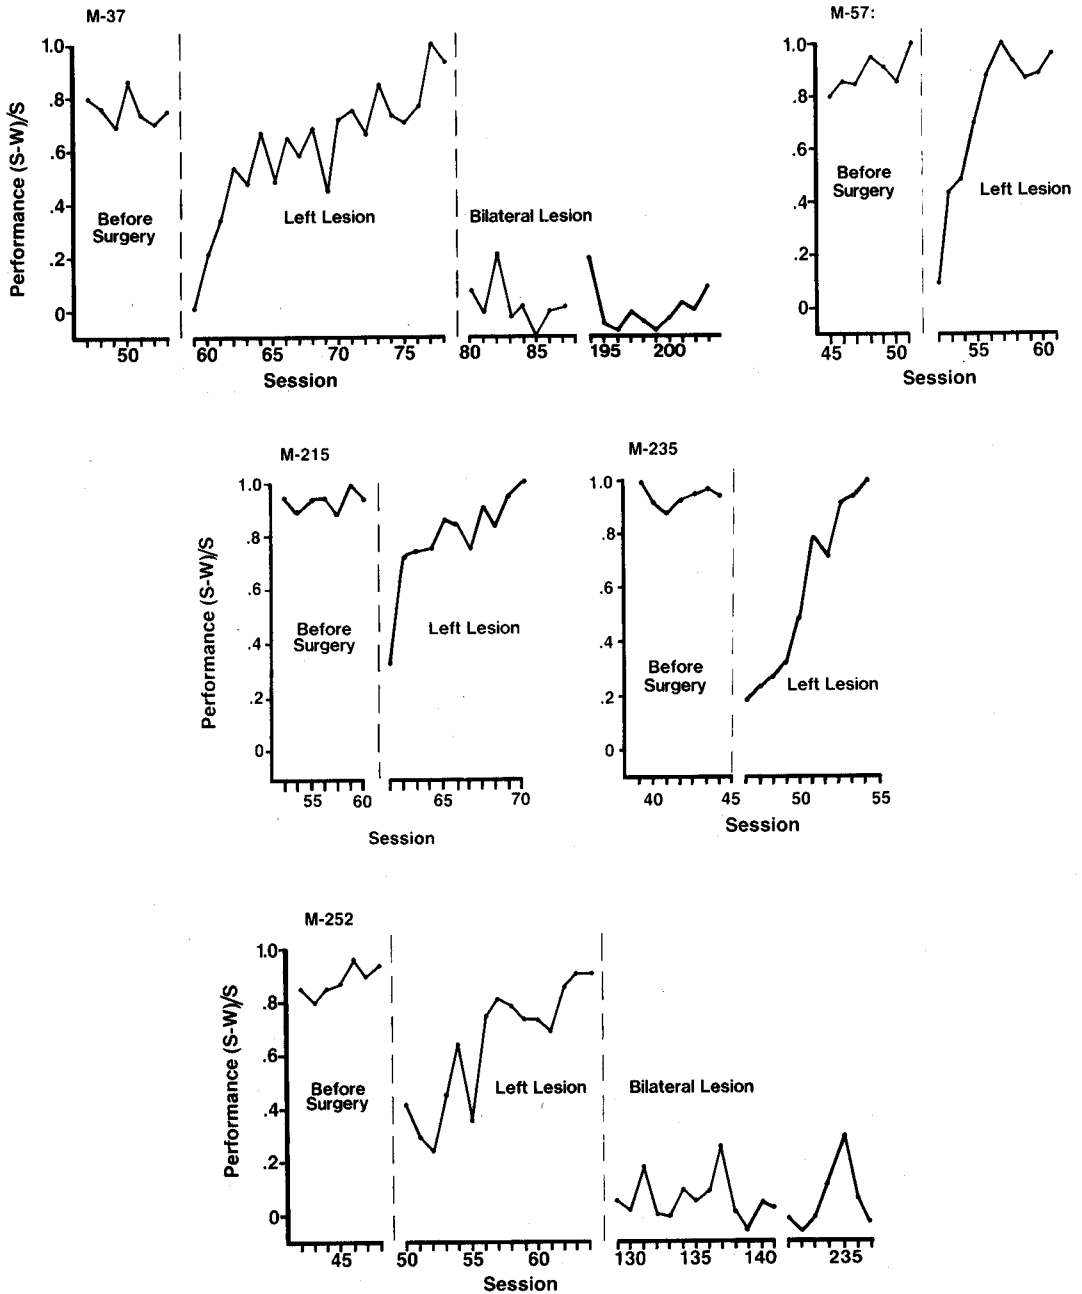 M-37
Performance (S-W)/S
1.0
.8
.6
.4
.2
0
Before
Surgery
Left Lesion
Bilateral Lesion
50
60
65
70
75
80
85
195
200
Session
M-57:
1.0
.8
.6
.4
.2
0
Before
Surgery
Left Lesion
45
50
55
60
Session
M-215
Performance (S-W)/S
1.0
.8
.6
.4
.2
0
Before
Surgery
Left Lesion
55
60
65
70
Session
M-235
1.0
.8
.6
.4
.2
0
Before
Surgery
Left Lesion
40
45
50
55
Session
M-252
Performance (S-W)/S
1.0
.8
.6
.4
.2
0
Before
Surgery
Left Lesion
Bilateral Lesion
45
50
55
60
130
135
140
235
Session